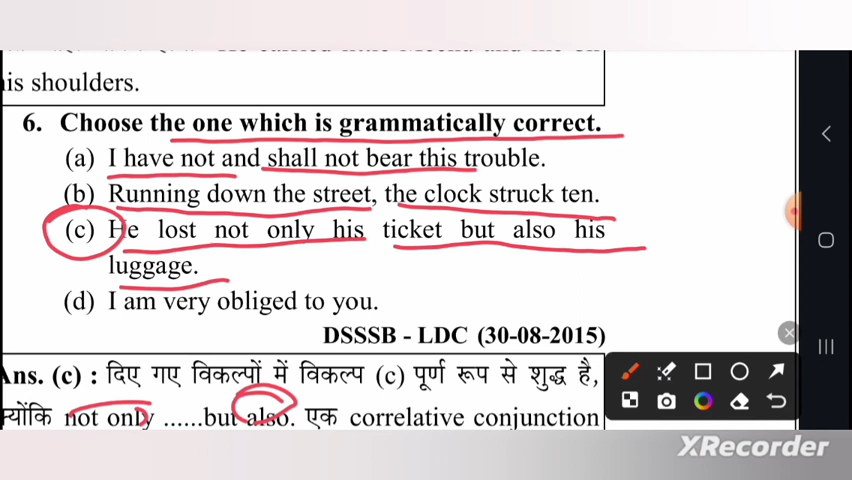 his shoulders.
6. Choose the one which is grammatically correct.
(a) I have not and shall not bear this trouble.
(b) Running down the street, the clock struck ten.
(c) He lost not only his ticket but also his
luggage.
(d) I am very obliged to you.
DSSSB - LDC (30-08-2015)
Ans. (c) : दिए गए विकल्पों में विकल्प (c) पूर्ण रूप से शुद्ध है,
क्योंकि not only ......but also. एक correlative conjunction
XRecorder